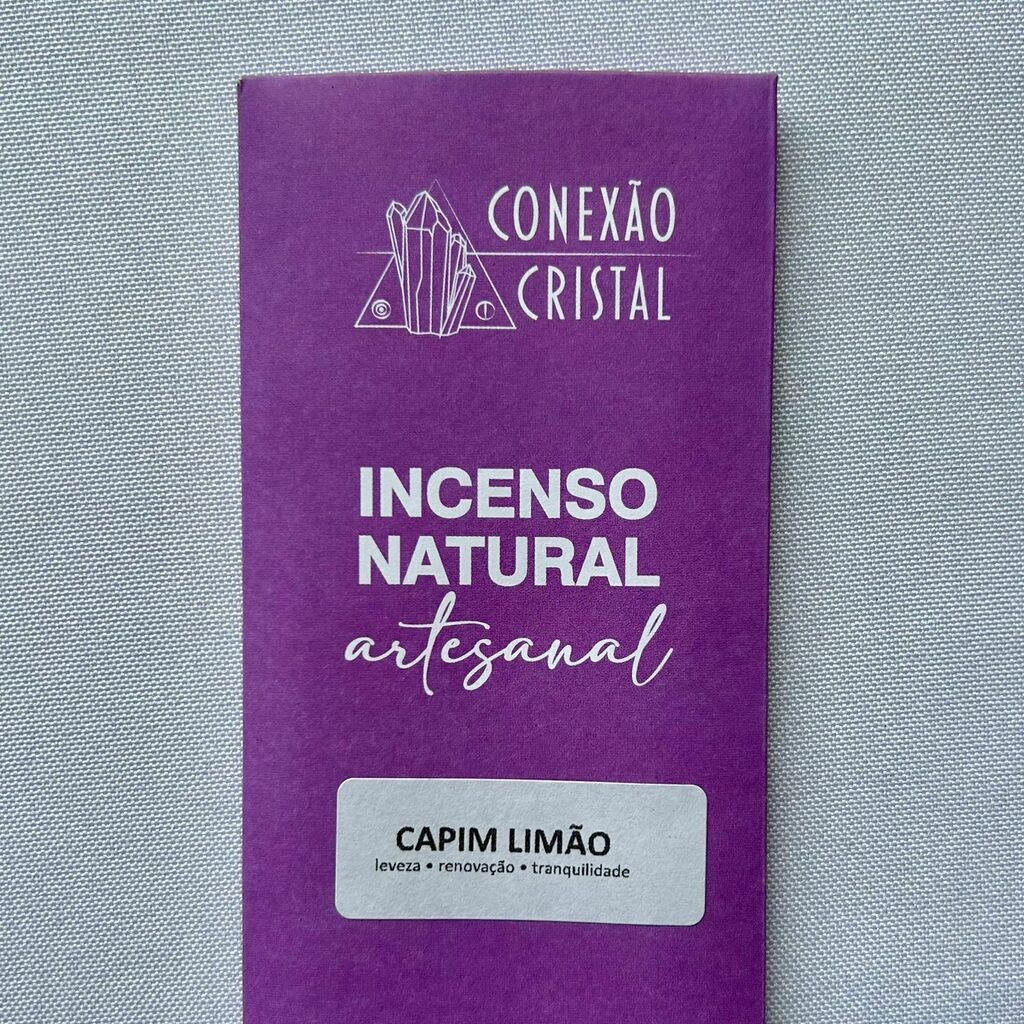 CONEXÃO
CRISTAL
INCENSO
NATURAL
artesanal
CAPIM LIMÃO
leveza • renovação • tranquilidade